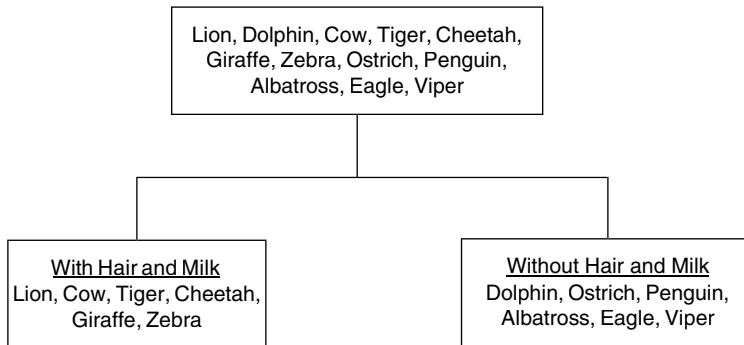 Lion, Dolphin, Cow, Tiger, Cheetah,
Giraffe, Zebra, Ostrich, Penguin,
Albatross, Eagle, Viper
With Hair and Milk
Lion, Cow, Tiger, Cheetah,
Giraffe, Zebra
Without Hair and Milk
Dolphin, Ostrich, Penguin,
Albatross, Eagle, Viper